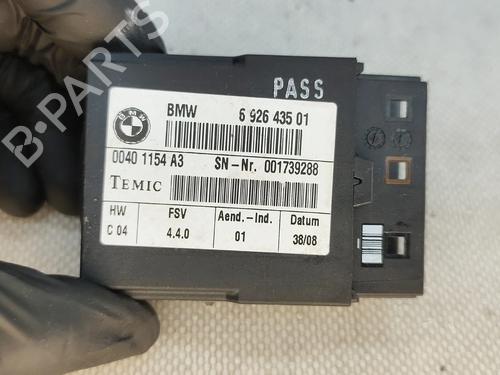 PASS
BMW 6 926 435 01
0040 1154 A3 SN-Nr. 001739288
TEMIC
HW FSV Aend.-Ind. Datum
C 04 4.4.0 01 38/08
B-PARTS